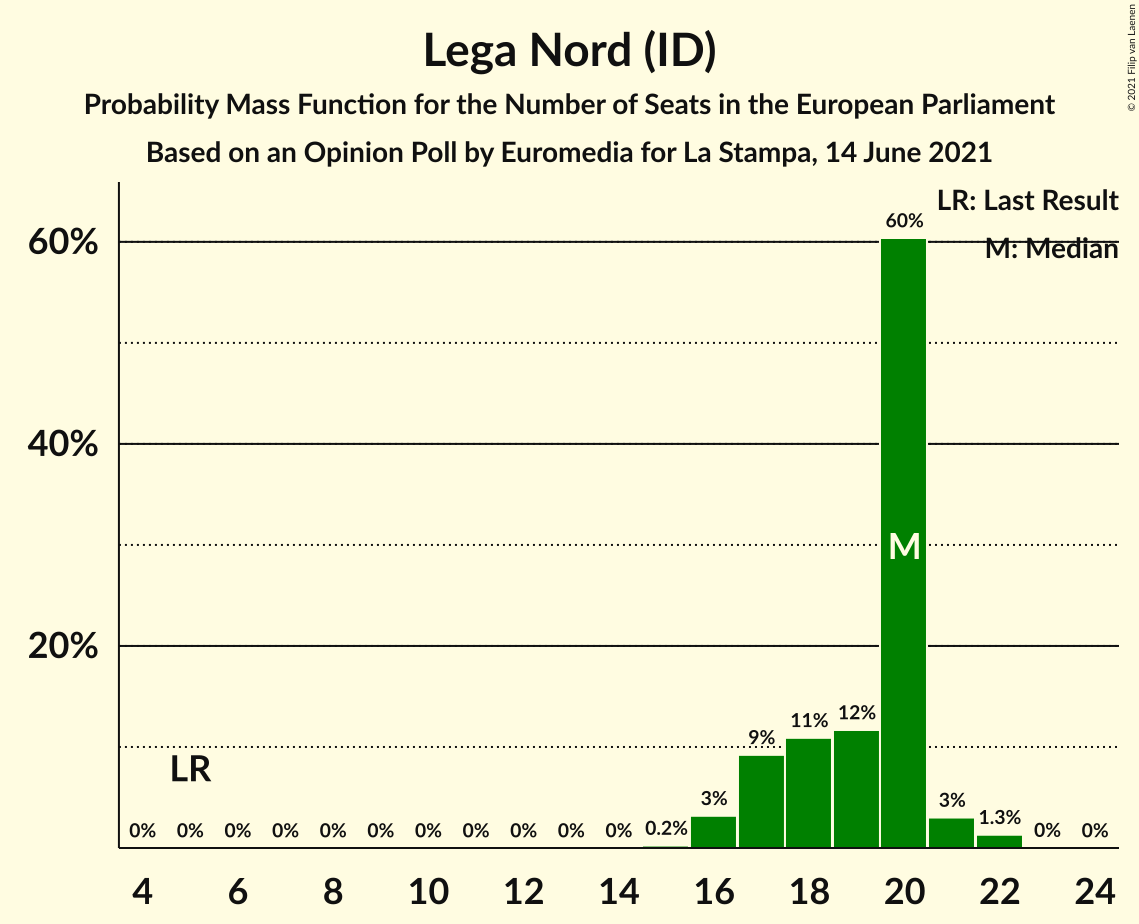 Lega Nord (ID)
Probability Mass Function for the Number of Seats in the European Parliament
Based on an Opinion Poll by Euromedia for La Stampa, 14 June 2021
© 2021 Filip van Laenen
LR: Last Result
M: Median
60%
40%
20%
60%
M
LR
0% 0% 0% 0% 0% 0% 0% 0% 0% 0% 0% 0.2% 3% 9% 11% 12% 3% 1.3% 0% 0%
4 6 8 10 12 14 16 18 20 22 24